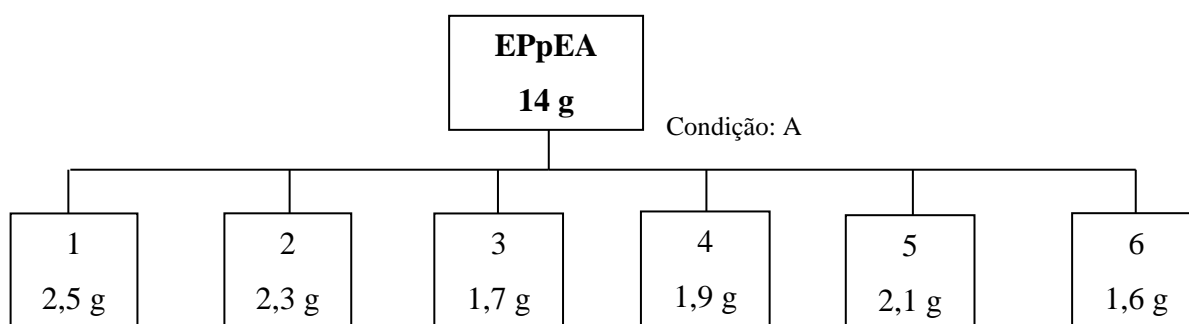 EPpEA
14 g
Condição: A
1
2,5 g
2
2,3 g
3
1,7 g
4
1,9 g
5
2,1 g
6
1,6 g